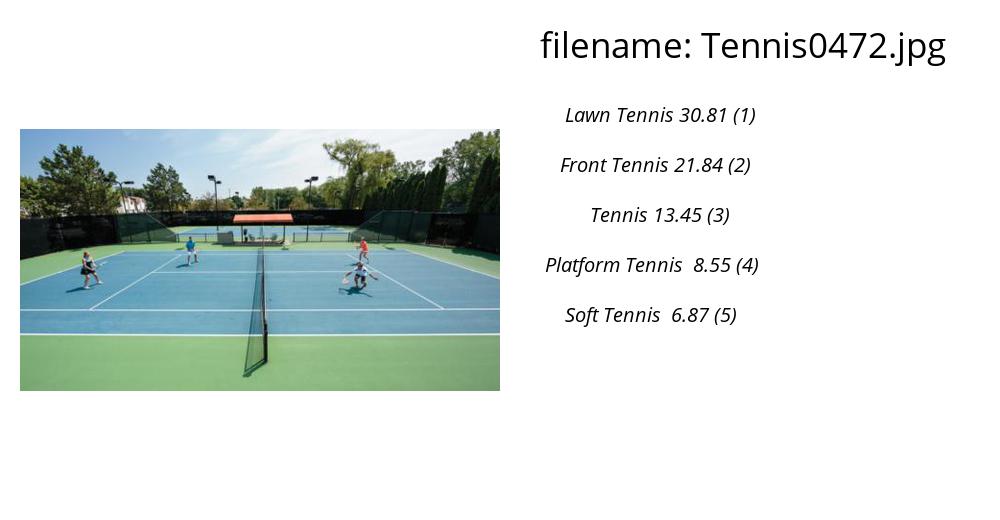 filename: Tennis0472.jpg
Lawn Tennis 30.81 (1)
Front Tennis 21.84 (2)
Tennis 13.45 (3)
Platform Tennis 8.55 (4)
Soft Tennis 6.87 (5)